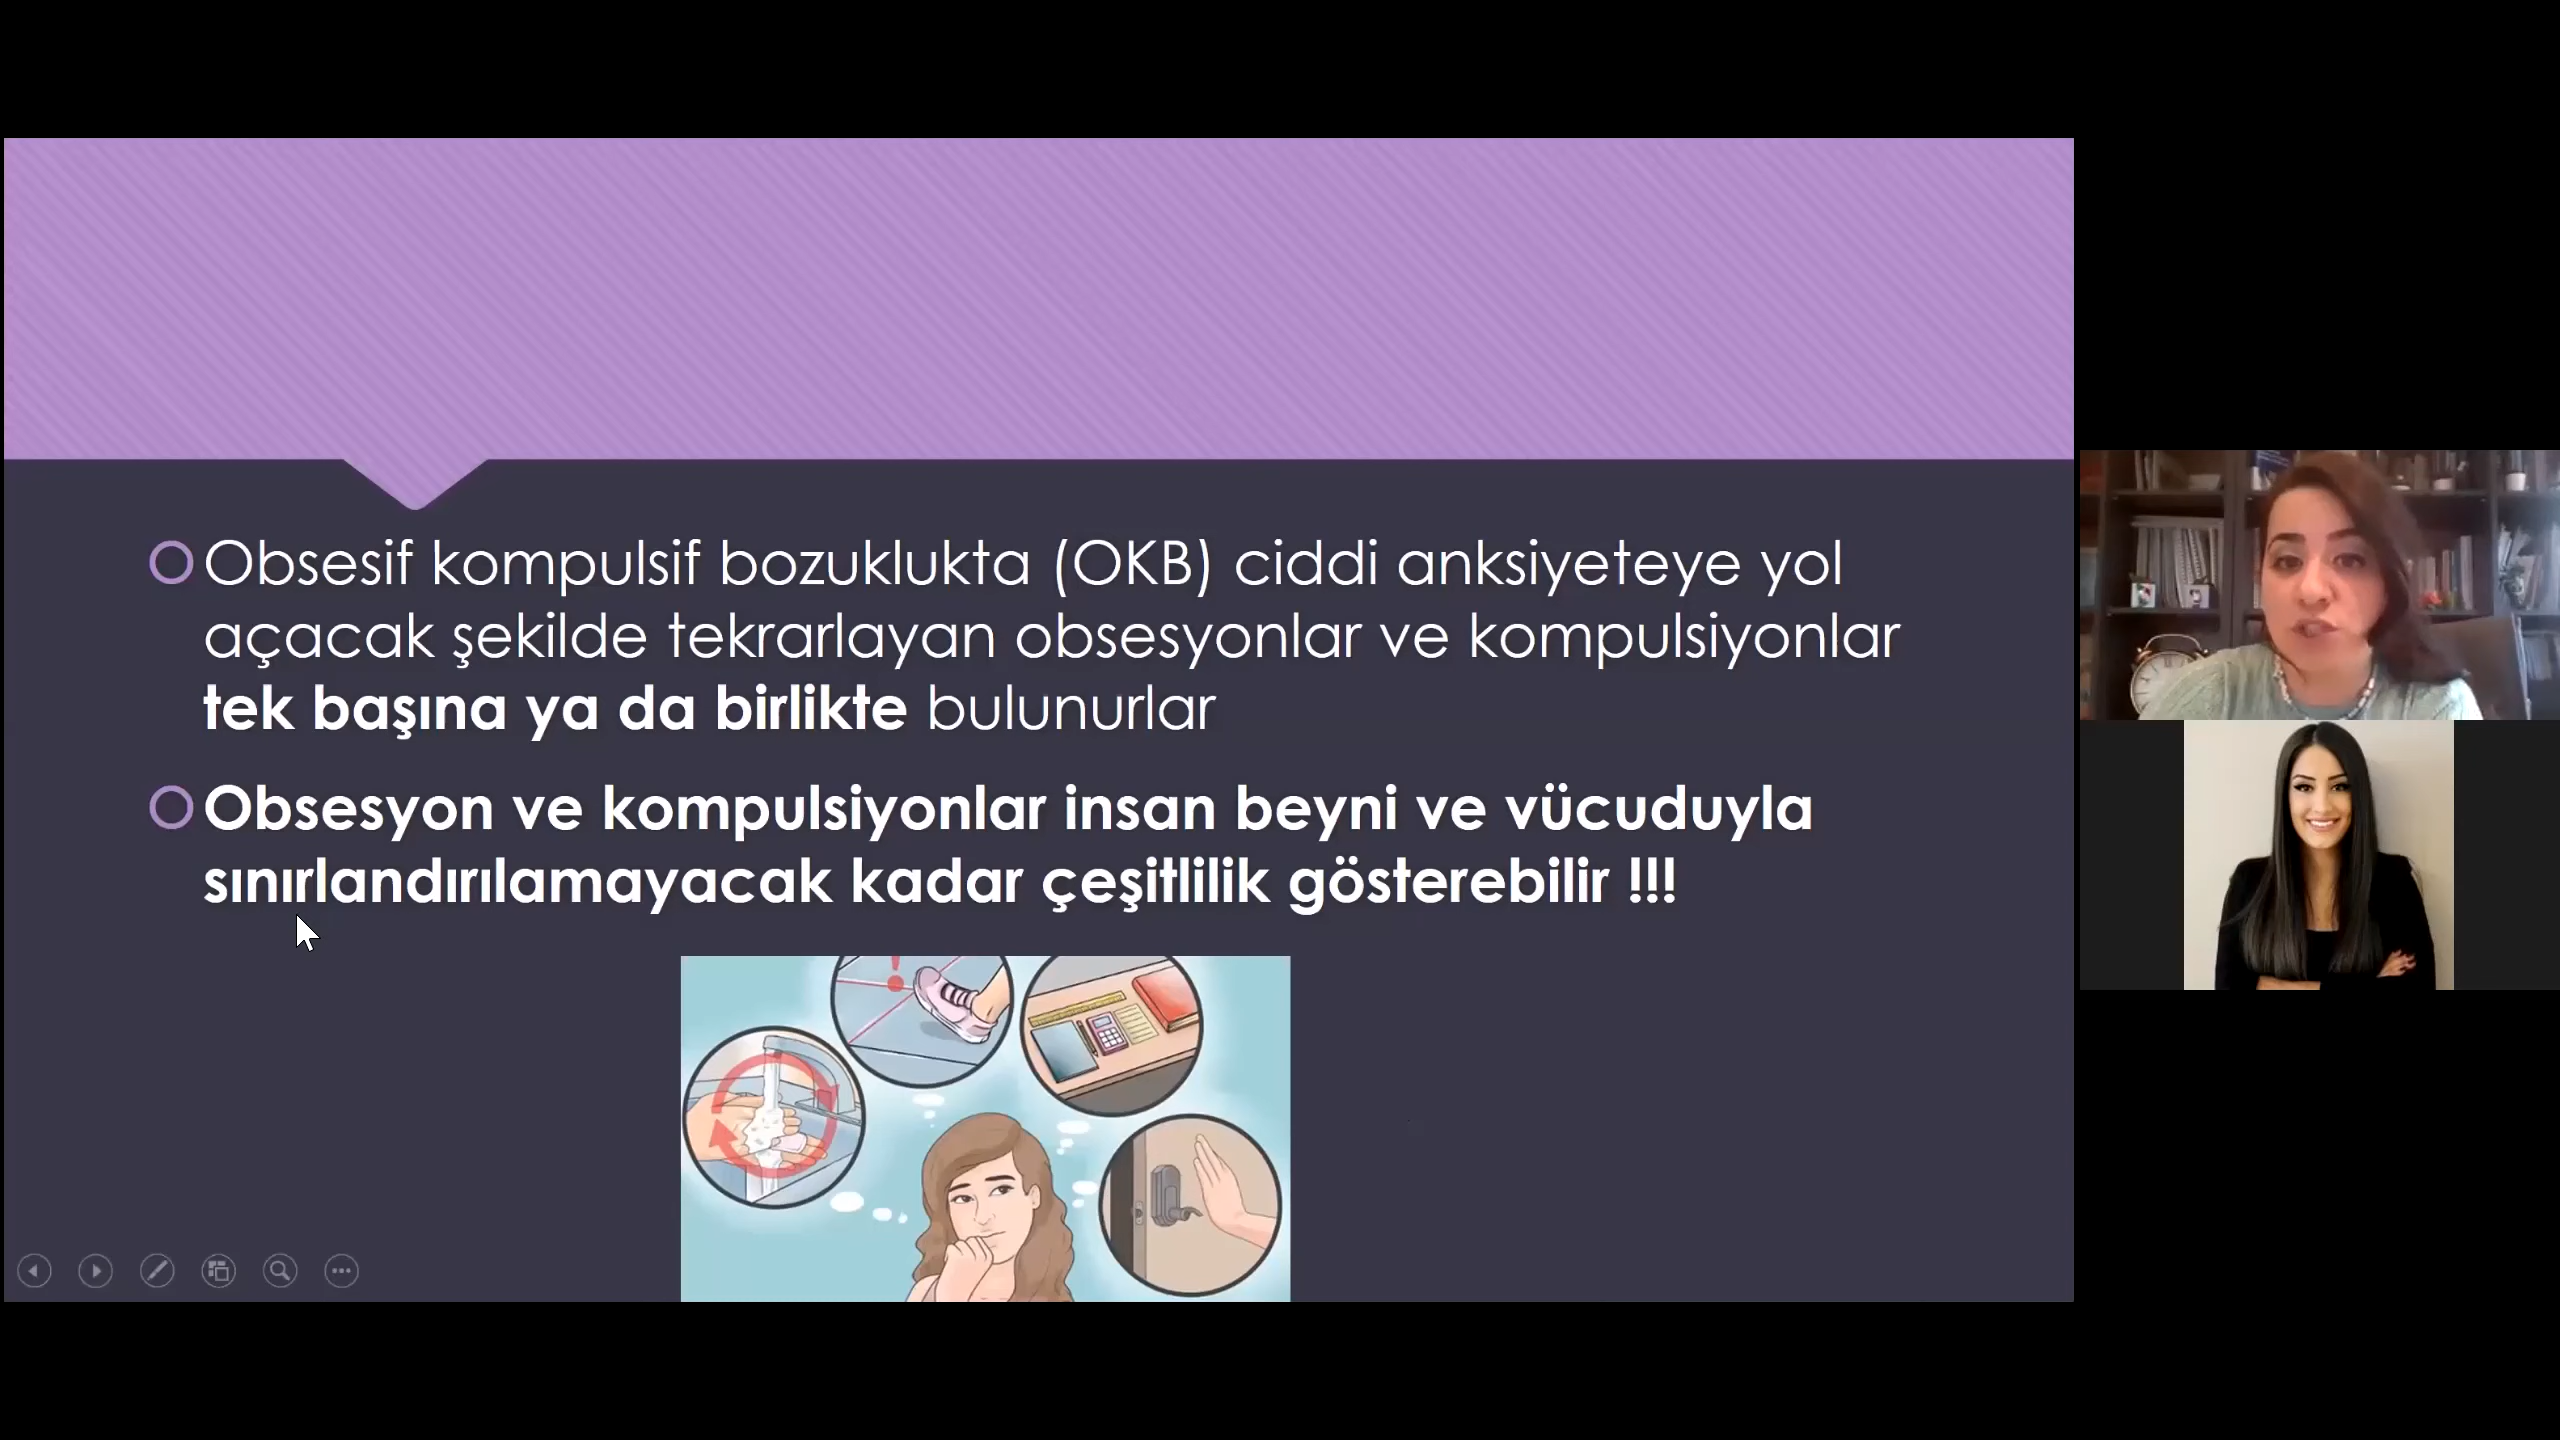 Obsesif kompulsif bozuklukta (OKB) ciddi anksiyeteye yol
açacak şekilde tekrarlayan obsesyonlar ve kompulsiyonlar
tek başına ya da birlikte bulunurlar
Obsesyon ve kompulsiyonlar insan beyni ve vücuduyla
sınırlandırılamayacak kadar çeşitlilik gösterebilir !!!